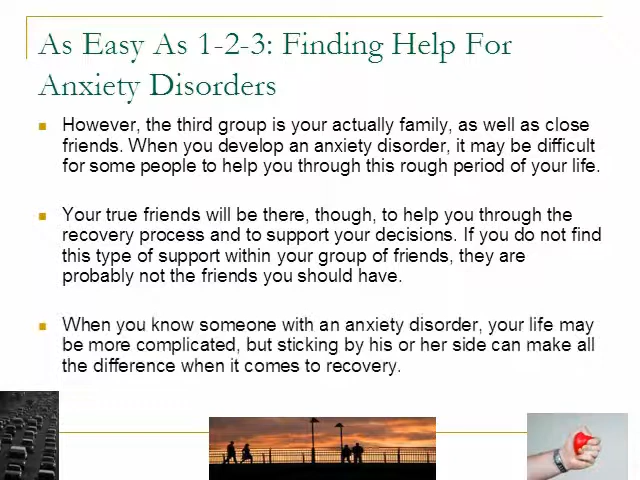 As Easy As 1-2-3: Finding Help For
Anxiety Disorders
However, the third group is your actually family, as well as close
friends. When you develop an anxiety disorder, it may be difficult
for some people to help you through this rough period of your life.
Your true friends will be there, though, to help you through the
recovery process and to support your decisions. If you do not find
this type of support within your group of friends, they are
probably not the friends you should have.
When you know someone with an anxiety disorder, your life may
be more complicated, but sticking by his or her side can make all
the difference when it comes to recovery.